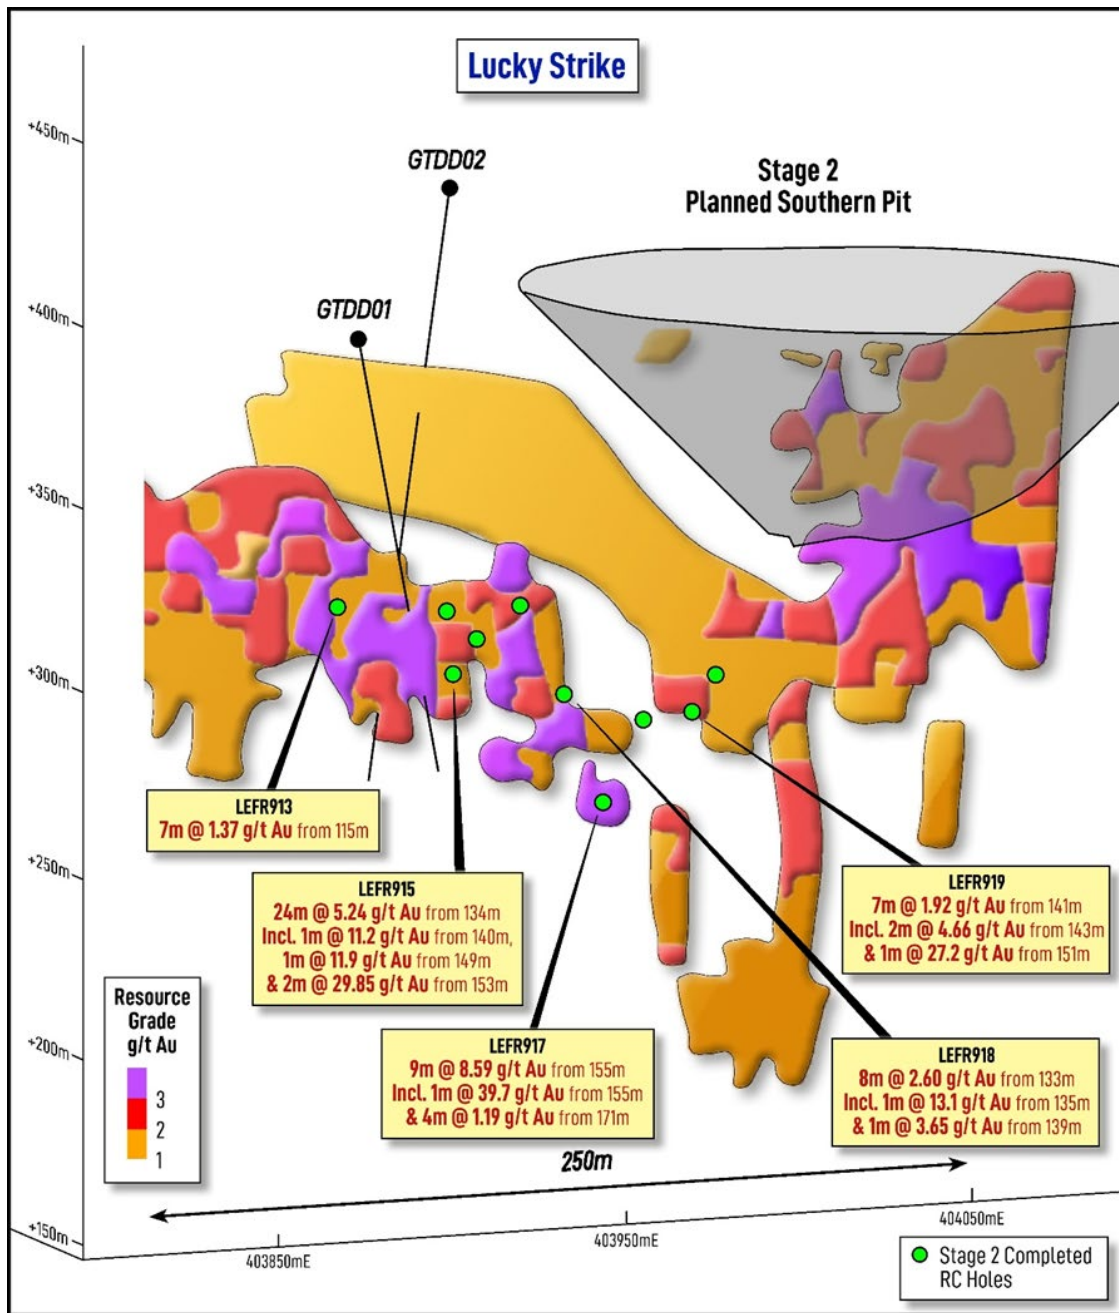 Lucky Strike
+450m
GTDD02
Stage 2
Planned Southern Pit
+400m
GTDD01
+350m
+300m
LEFR913
7m @ 1.37 g/t Au from 115m
+250m
LEFR915
24m @ 5.24 g/t Au from 134m
Incl. 1m @ 11.2 g/t Au from 140m,
1m @ 11.9 g/t Au from 149m
& 2m @ 29.85 g/t Au from 153m
LEFR919
7m @ 1.92 g/t Au from 141m
Incl. 2m @ 4.66 g/t Au from 143m
& 1m @ 27.2 g/t Au from 151m
Resource
Grade
g/t Au
3
2
1
+200m
LEFR917
9m @ 8.59 g/t Au from 155m
Incl. 1m @ 39.7 g/t Au from 155m
& 4m @ 1.19 g/t Au from 171m
LEFR918
8m @ 2.60 g/t Au from 133m
Incl. 1m @ 13.1 g/t Au from 135m
& 1m @ 3.65 g/t Au from 139m
250m
+150m
403850mE
403950mE
404050mE
Stage 2 Completed
RC Holes